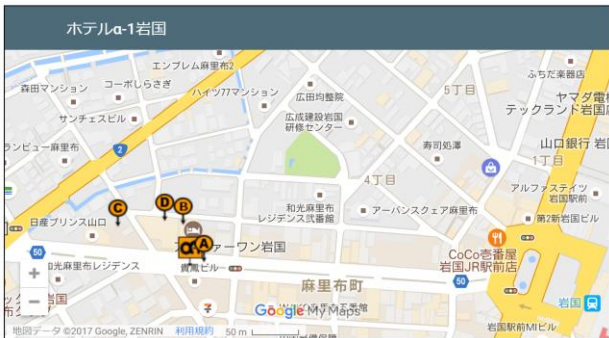 ホテルα-1岩国
エンブレム麻里布2
ふちだ楽器店
森田マンション
コーポしらさぎ
ハイツ77マンション
広田均整院
5丁目
ヤマダ電機
テックランド岩国店
サンチェスビル
広成建設岩国
研修センター
2
山口銀行 岩国
1丁目
ランビュー麻里布
寿司処澤
4丁目
アルファステイツ
岩国駅前
C
D
B
和光麻里布
レジデンス弐番館
アーバンスクェア麻里布
日産プリンス山口
第2新岩国ビル
50
アルファーワン岩国
α
A
CoCo壱番屋
岩国JR駅前店
和光麻里布レジデンス
貴鳳ビル
麻里布町
50
+
−
岩国
Google My Maps
地図データ ©2017 Google, ZENRIN
利用規約
50 m
岩国駅前MIビル